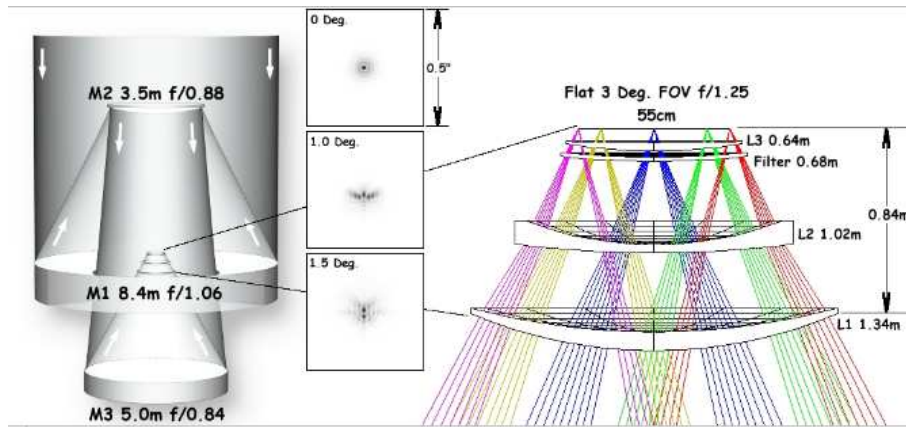 M2 3.5m f/0.88
M1 8.4m f/1.06
M3 5.0m f/0.84
0 Deg.
0.5"
1.0 Deg.
1.5 Deg.
Flat 3 Deg. FOV f/1.25
55cm
L3 0.64m
Filter 0.68m
0.84m
L2 1.02m
L1 1.34m